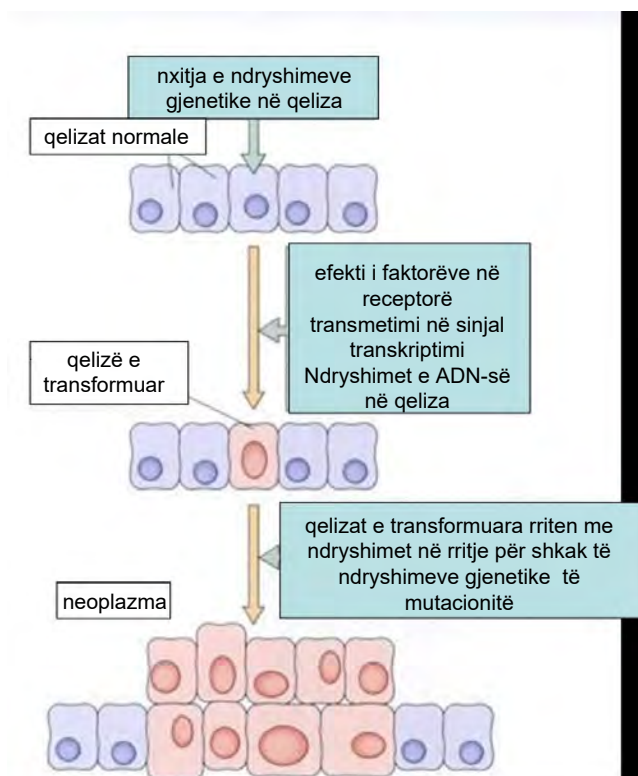 nxitja e ndryshimeve
gjenetike në qeliza
qelizat normale
efekti i faktorëve në
receptorë
transmetimi në sinjal
transkriptimi
Ndryshimet e ADN-së
në qeliza
qelizë e
transformuar
qelizat e transformuara rriten me
ndryshimet në rritje për shkak të
ndryshimeve gjenetike të
mutacionitë
neoplazma